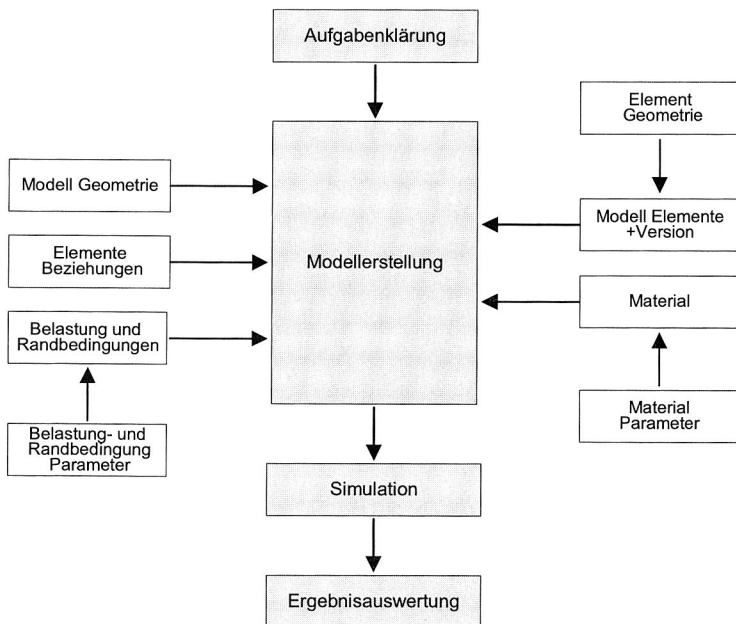 Aufgabenklärung
Element
Geometrie
Modell Geometrie
Modell Elemente
+Version
Elemente
Beziehungen
Modellerstellung
Material
Belastung und
Randbedingungen
Material
Parameter
Belastung- und
Randbedingung
Parameter
Simulation
Ergebnisauswertung